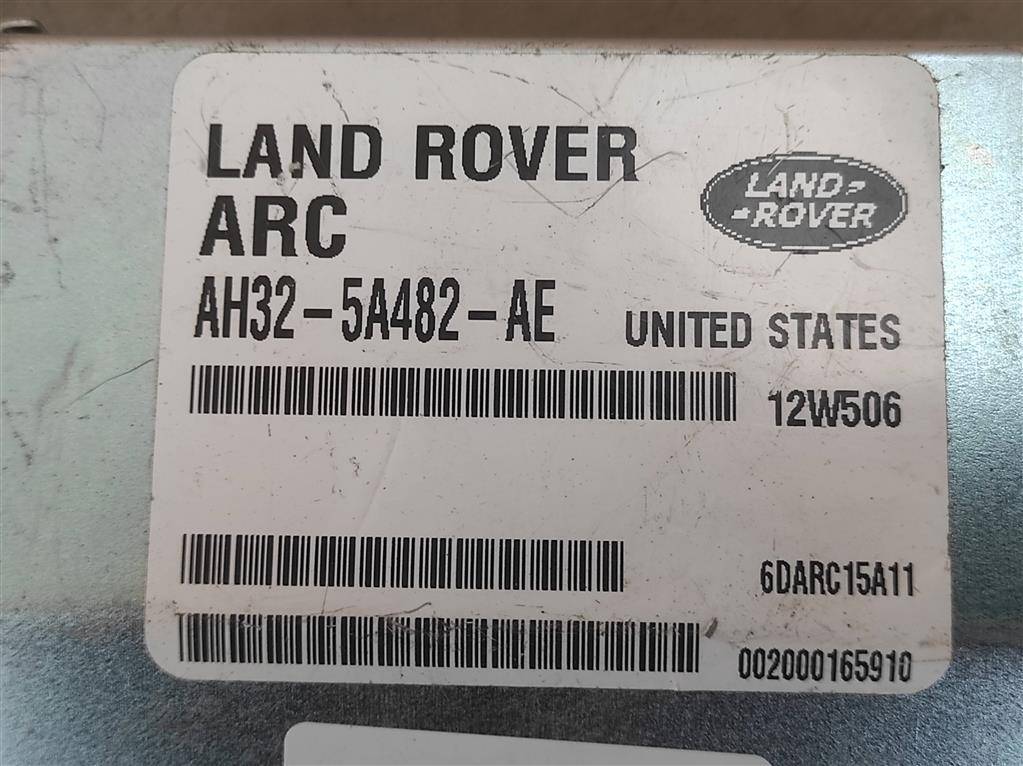 LAND ROVER
LAND-
-ROVER
ARC
AH32-5A482-AE UNITED STATES
12W506
6DARC15A11
002000165910